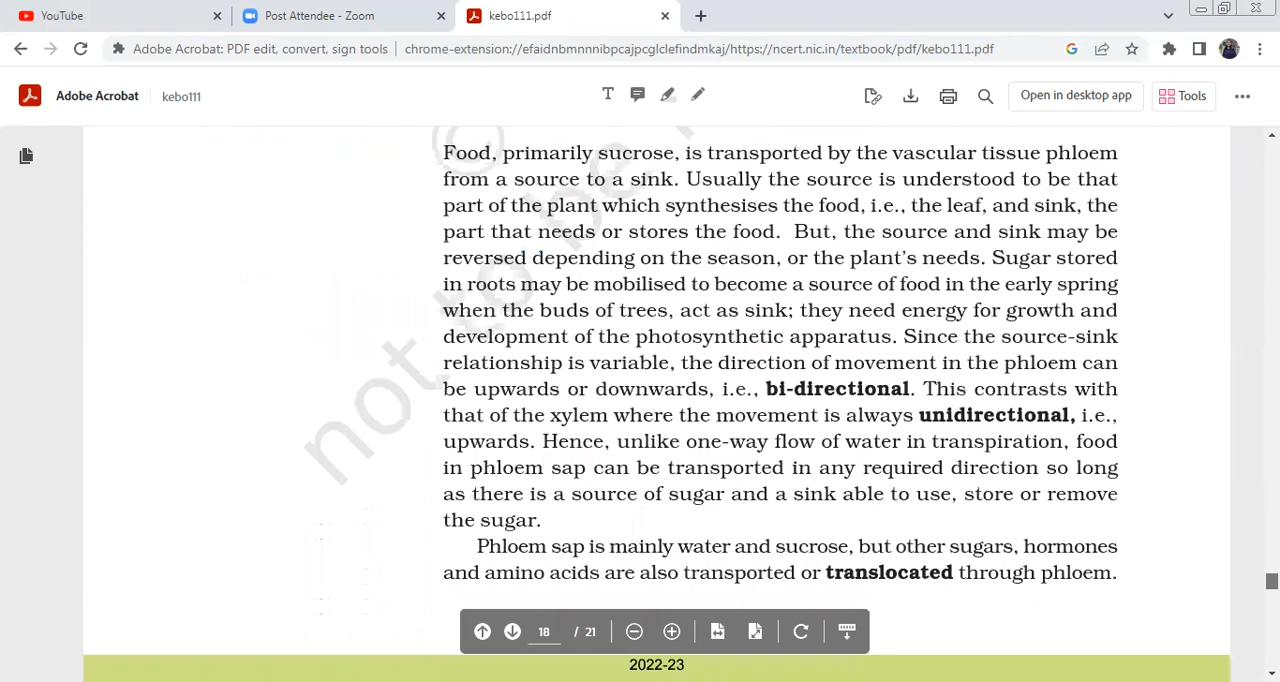 YouTube
Post Attendee - Zoom
kebo111.pdf
Adobe Acrobat: PDF edit, convert, sign tools
chrome-extension://efaidnbmnnnibpcajpcglclefindmkaj/https://ncert.nic.in/textbook/pdf/kebo111.pdf
Adobe Acrobat
kebo111
Open in desktop app
Tools
Food, primarily sucrose, is transported by the vascular tissue phloem
from a source to a sink. Usually the source is understood to be that
part of the plant which synthesises the food, i.e., the leaf, and sink, the
part that needs or stores the food. But, the source and sink may be
reversed depending on the season, or the plant's needs. Sugar stored
in roots may be mobilised to become a source of food in the early spring
when the buds of trees, act as sink; they need energy for growth and
development of the photosynthetic apparatus. Since the source-sink
relationship is variable, the direction of movement in the phloem can
be upwards or downwards, i.e., bi-directional. This contrasts with
that of the xylem where the movement is always unidirectional, i.e.,
upwards. Hence, unlike one-way flow of water in transpiration, food
in phloem sap can be transported in any required direction so long
as there is a source of sugar and a sink able to use, store or remove
the sugar.
Phloem sap is mainly water and sucrose, but other sugars, hormones
and amino acids are also transported or translocated through phloem.
©
not to be
18 / 21
2022-23